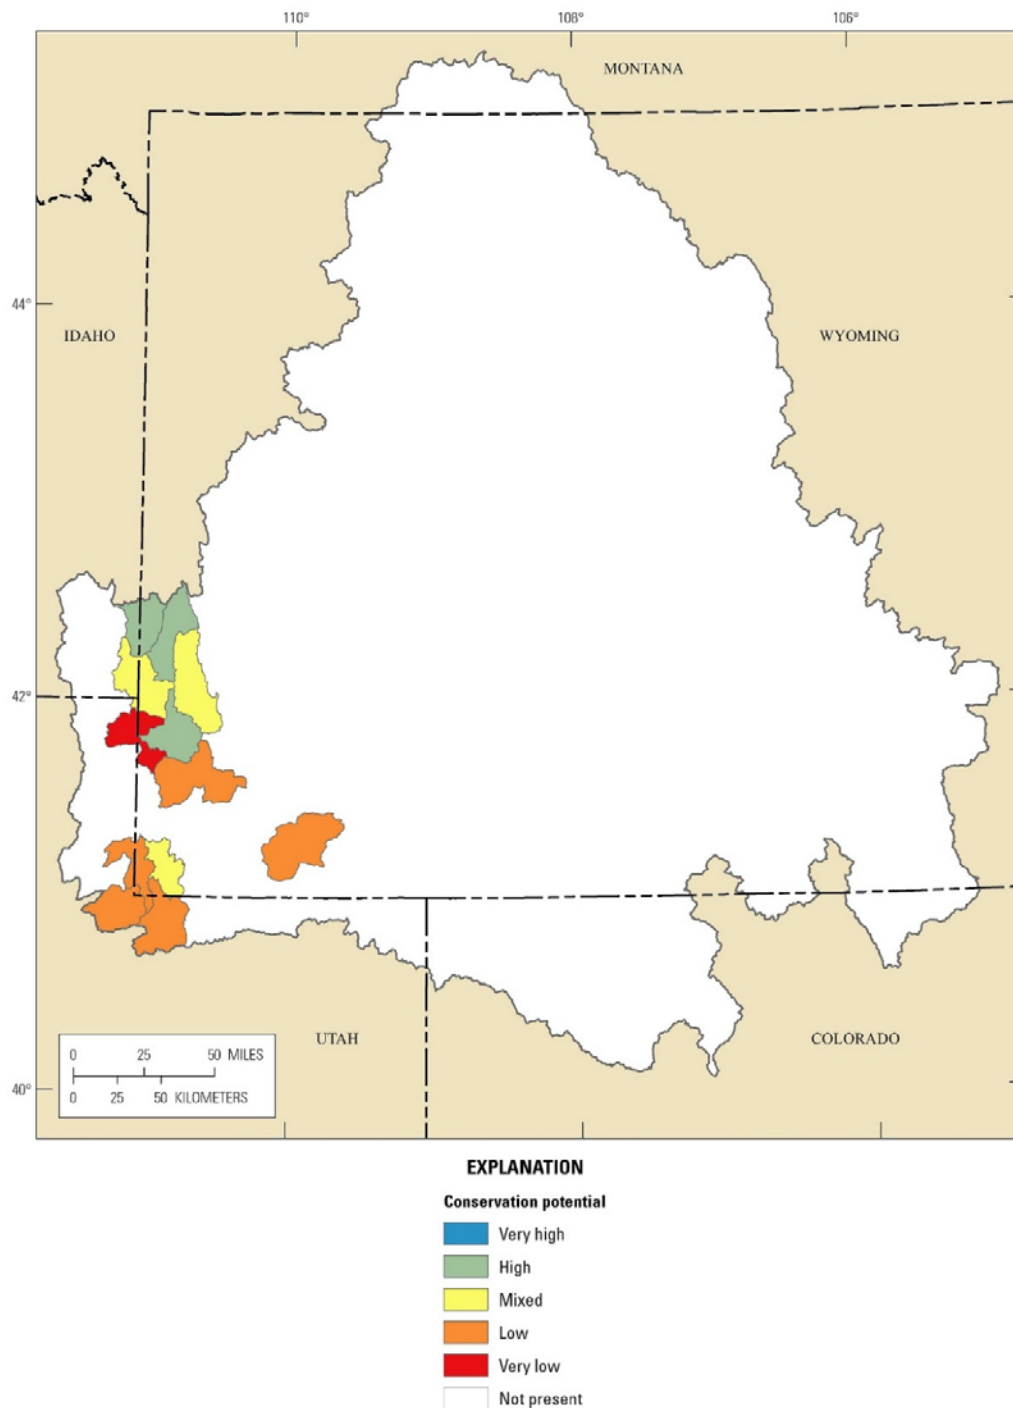 110° 108° 106°
MONTANA
44°
IDAHO WYOMING
42°
0 25 50 MILES
0 25 50 KILOMETERS
UTAH COLORADO
40°
EXPLANATION
Conservation potential
Very high
High
Mixed
Low
Very low
Not present